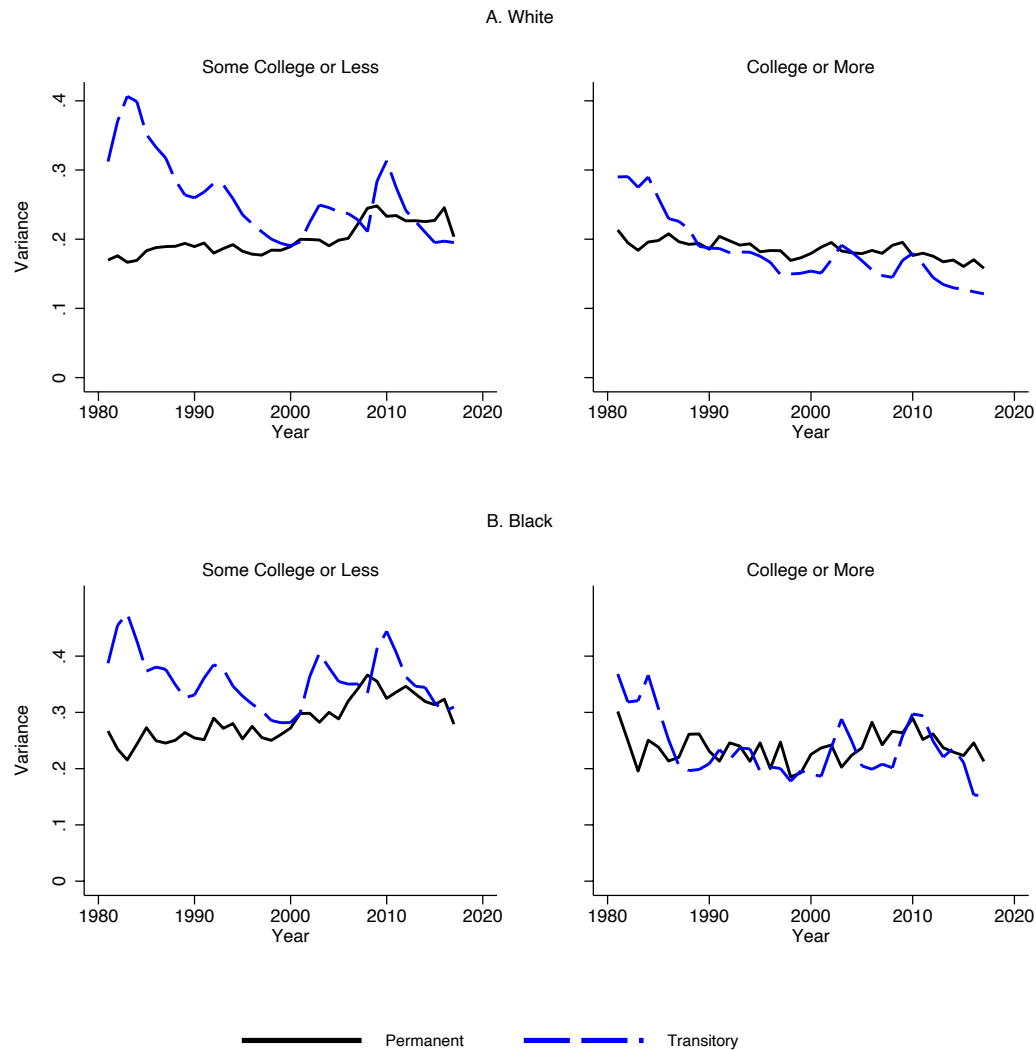 A. White
Some College or Less
College or More
Variance
0
.1
.2
.3
.4
1980
1990
2000
2010
2020
Year
1980
1990
2000
2010
2020
Year
B. Black
Some College or Less
College or More
Variance
0
.1
.2
.3
.4
1980
1990
2000
2010
2020
Year
1980
1990
2000
2010
2020
Year
Permanent
Transitory